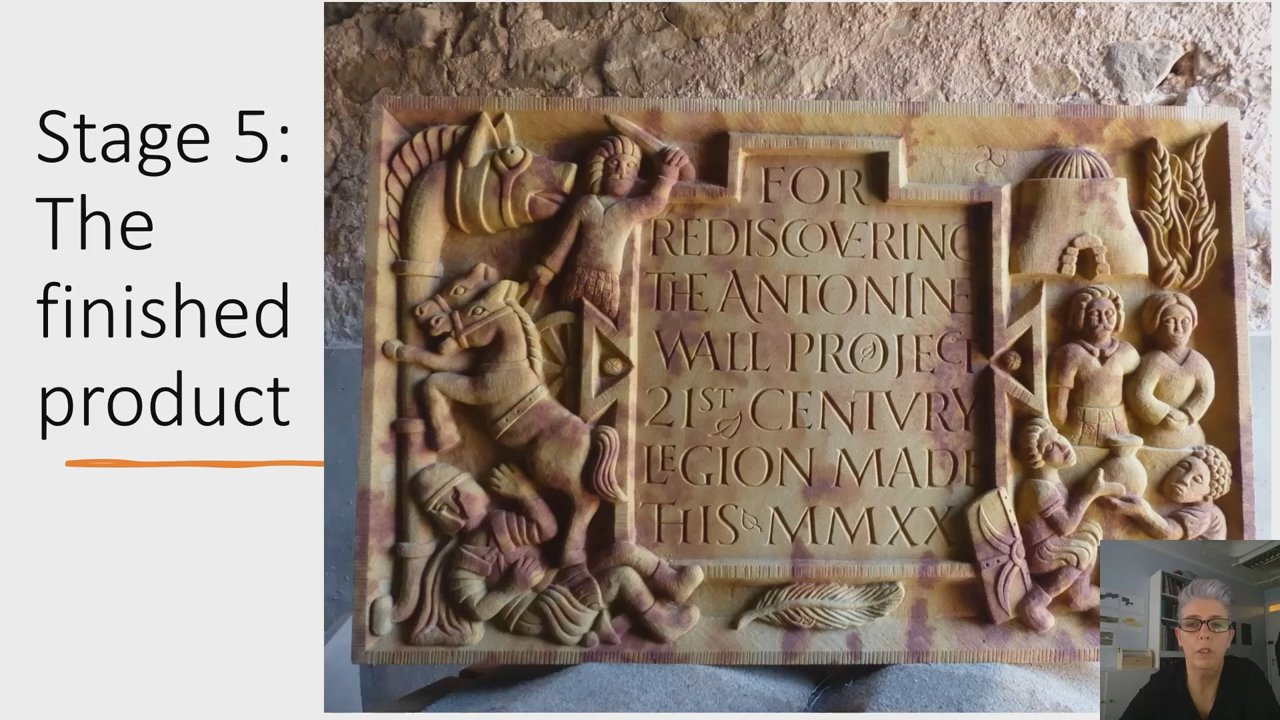 Stage 5:
The
finished
product
FOR
REDISCOVERING
THE ANTONINE
WALL PROJECT
21ST CENTVRY
LEGION MADE
THIS MMXX